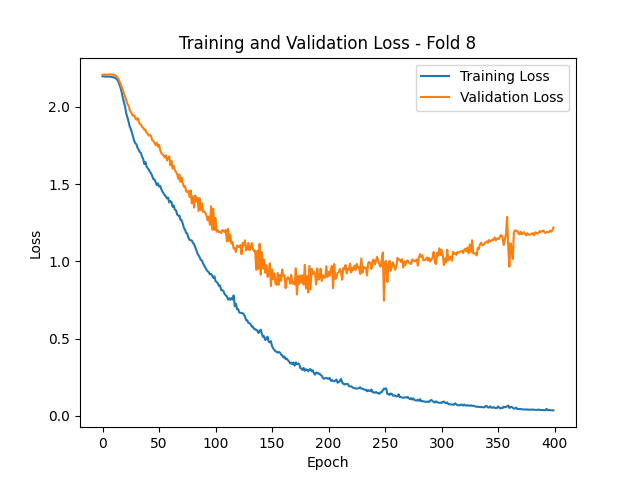 Training and Validation Loss - Fold 8
Training Loss
Validation Loss
Loss
2.0
1.5
1.0
0.5
0.0
0 50 100 150 200 250 300 350 400
Epoch